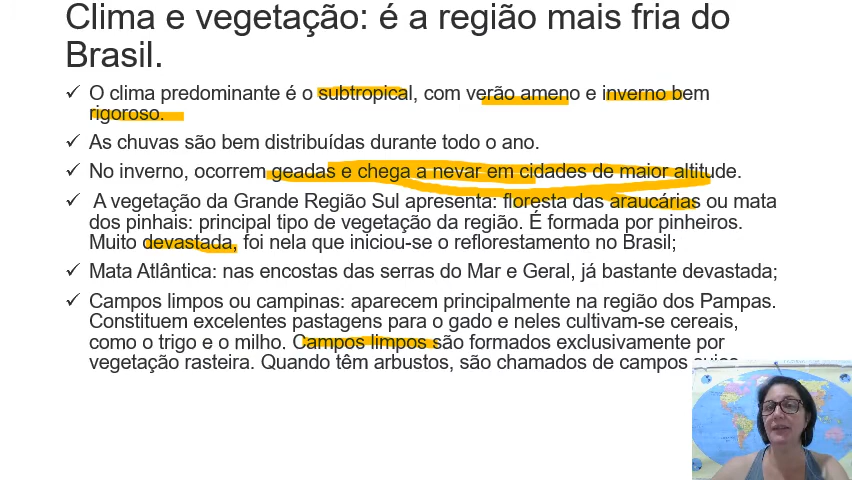 Clima e vegetação: é a região mais fria do
Brasil.
✓ O clima predominante é o subtropical, com verão ameno e inverno bem
rigoroso.
✓ As chuvas são bem distribuídas durante todo o ano.
✓ No inverno, ocorrem geadas e chega a nevar em cidades de maior altitude.
✓ A vegetação da Grande Região Sul apresenta: floresta das araucárias ou mata
dos pinhais: principal tipo de vegetação da região. É formada por pinheiros.
Muito devastada, foi nela que iniciou-se o reflorestamento no Brasil;
✓ Mata Atlântica: nas encostas das serras do Mar e Geral, já bastante devastada;
✓ Campos limpos ou campinas: aparecem principalmente na região dos Pampas.
Constituem excelentes pastagens para o gado e neles cultivam-se cereais,
como o trigo e o milho. Campos limpos são formados exclusivamente por
vegetação rasteira. Quando têm arbustos, são chamados de campos